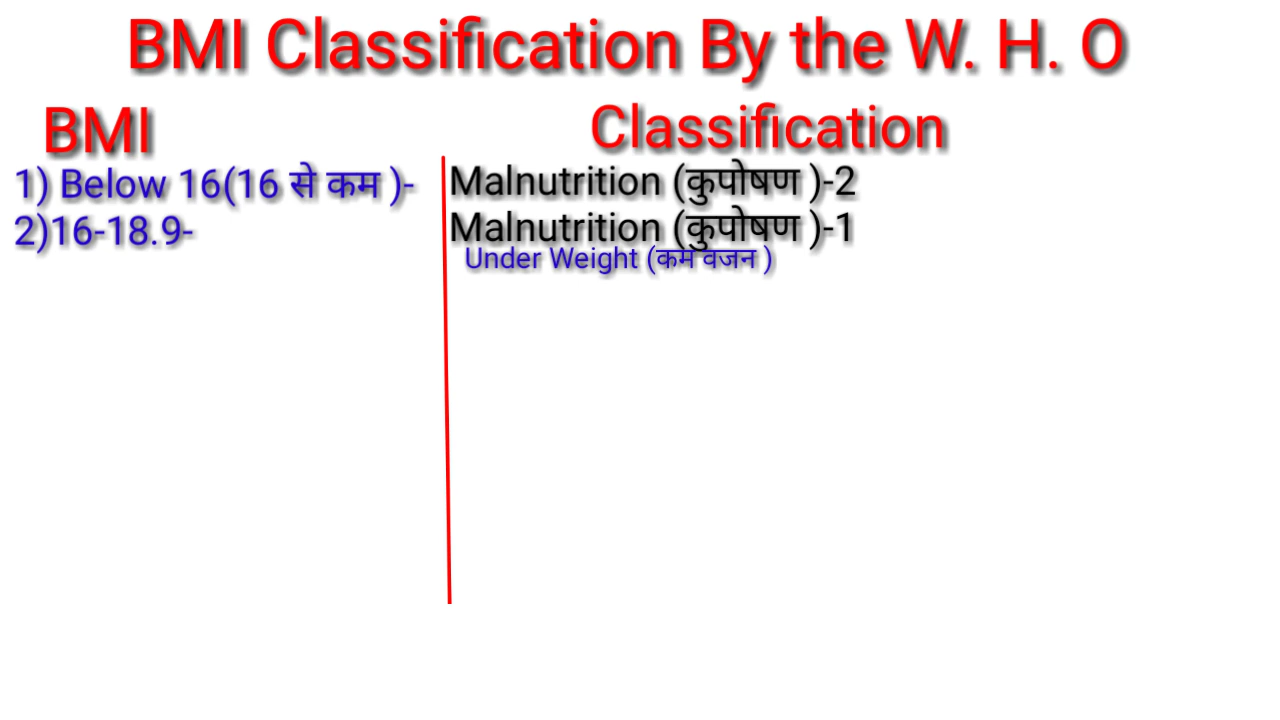 BMI Classification By the W. H. O
BMI
Classification
1) Below 16(16 से कम )-
Malnutrition (कुपोषण )-2
2)16-18.9-
Malnutrition (कुपोषण )-1
Under Weight (कम वजन )